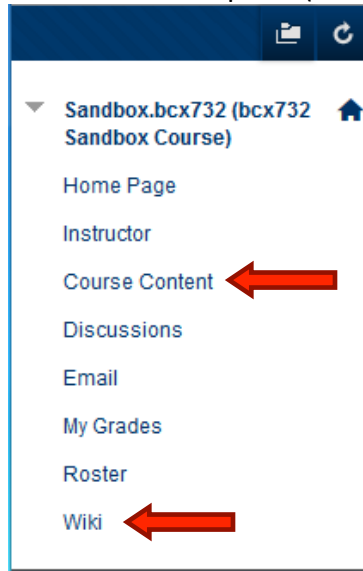 Sandbox.bcx732 (bcx732
Sandbox Course)
Home Page
Instructor
Course Content
Discussions
Email
My Grades
Roster
Wiki